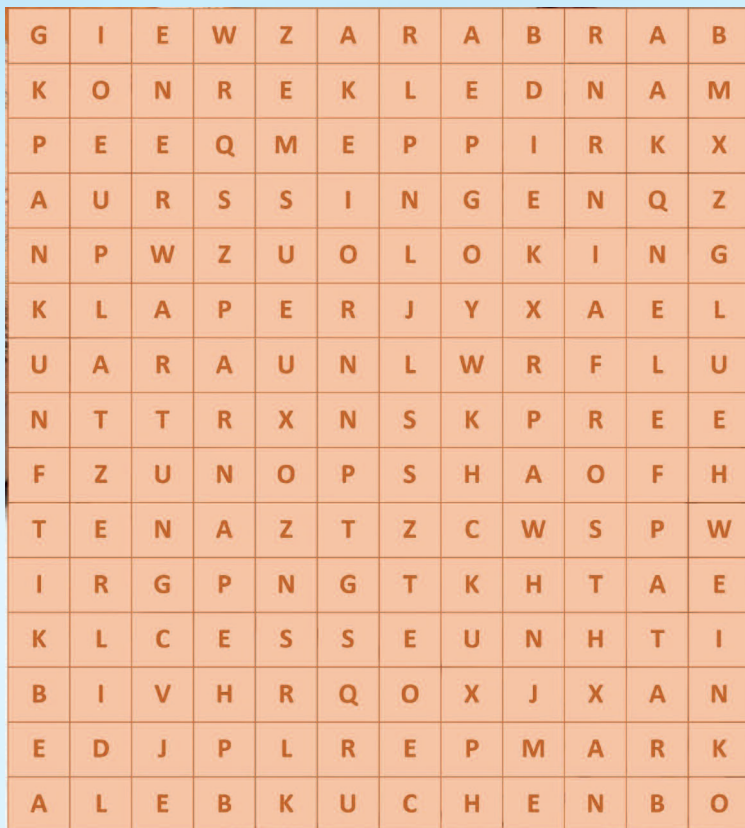 G I E W Z A R A B R A B
K O N R E K L E D N A M
P E E Q M E P P I R K X
A U R S S I N G E N Q Z
N P W Z U O L O K I N G
K L A P E R J Y X A E L
U A R A U N L W R F L U
N T T R X N S K P R E E
F Z U N O P S H A O F H
T E N A Z T Z C W S P W
I R G P N G T K H T A E
K L C E S S E U N H T I
B I V H R Q O X J X A N
E D J P L R E P M A R K
A L E B K U C H E N B O